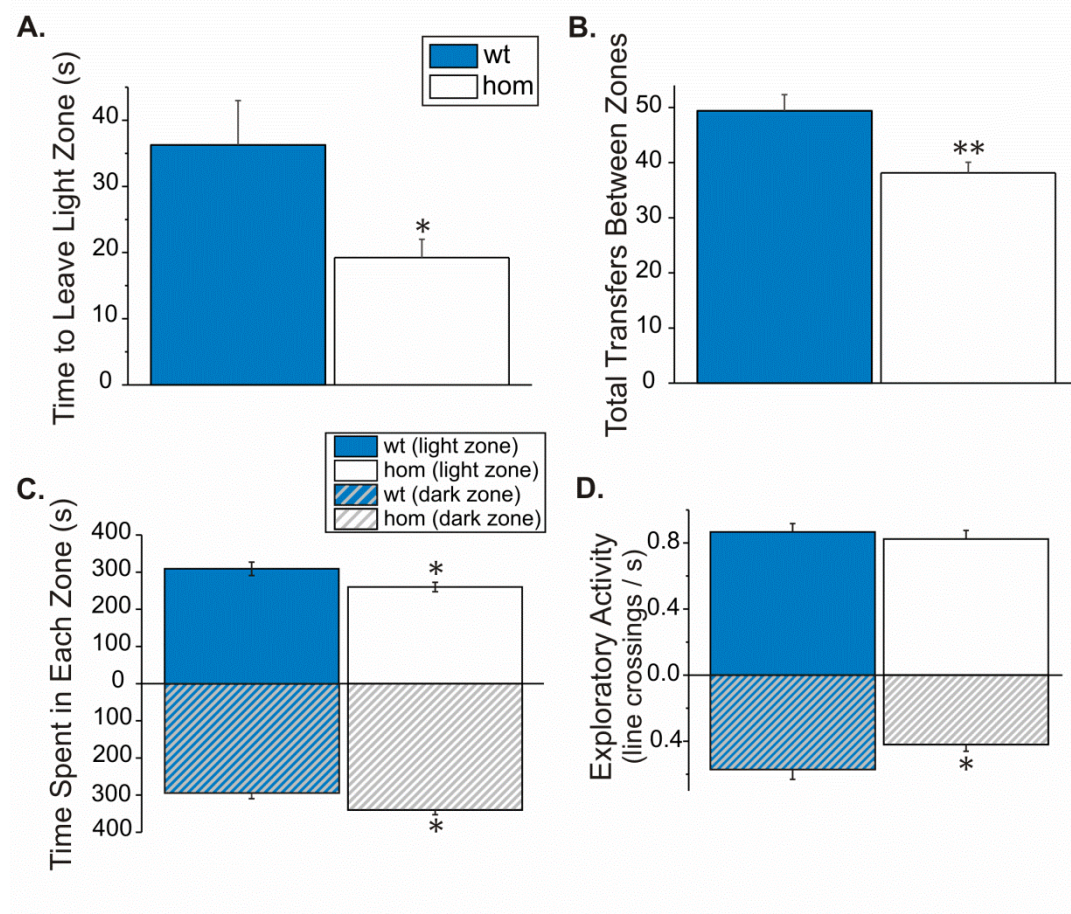 A.
wt
hom
Time to Leave Light Zone (s)
40
30
20
10
0
*
B.
Total Transfers Between Zones
50
40
30
20
10
0
**
wt (light zone)
hom (light zone)
wt (dark zone)
hom (dark zone)
C.
Time Spent in Each Zone (s)
400
300
200
100
0
0
100
200
300
400
*
*
D.
Exploratory Activity
(line crossings / s)
0.8
0.4
0.0
0.4
*